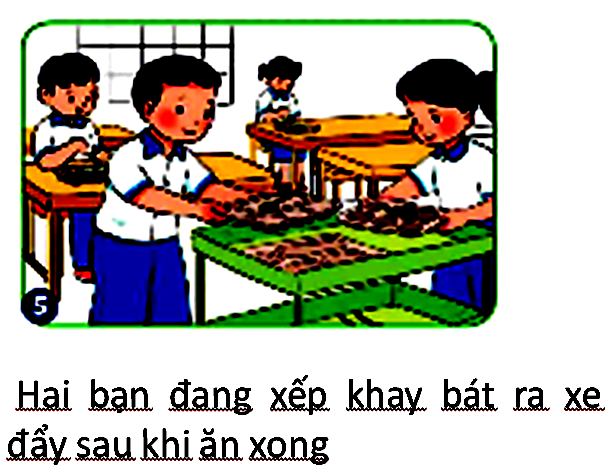 5
Hai bạn đang xếp khay bát ra xe
đẩy sau khi ăn xong